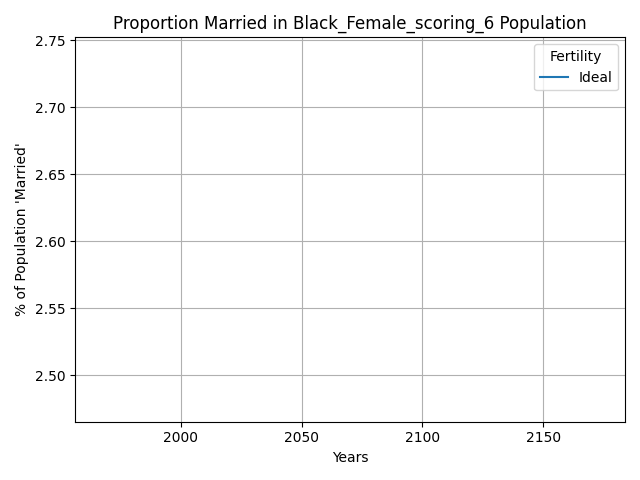 Proportion Married in Black_Female_scoring_6 Population
2.75
2.70
2.65
2.60
2.55
2.50
% of Population 'Married'
Fertility
Ideal
2000 2050 2100 2150
Years